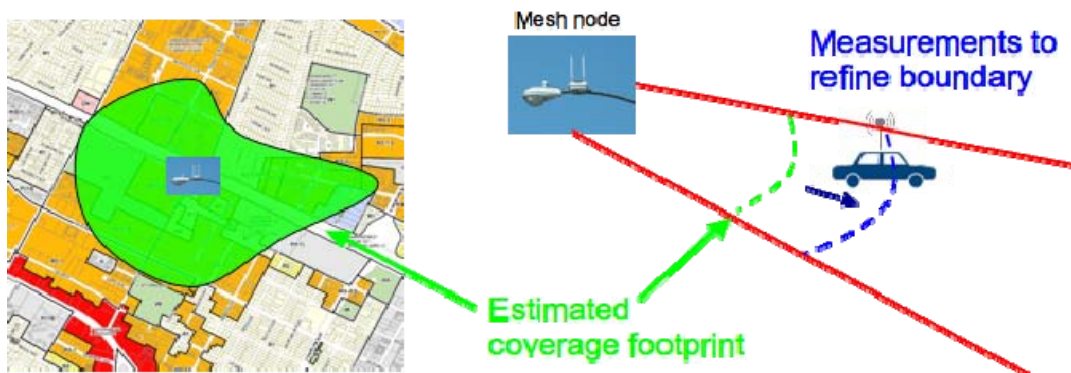 Mesh node
Measurements to
refine boundary
Estimated
coverage footprint